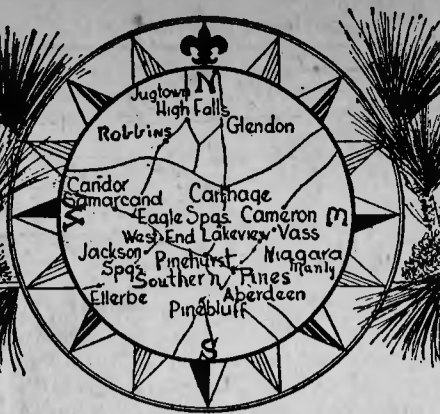 N
Jugtown
High Falls
Robbins Glendon
Candor Carthage
Samarcand
W Eagle Spgs. Cameron E
West End Lakeview Vass
Jackson Spgs. Pinehurst Niagara
Manly
Southern Pines
Ellerbe Aberdeen
Pinebluff
S